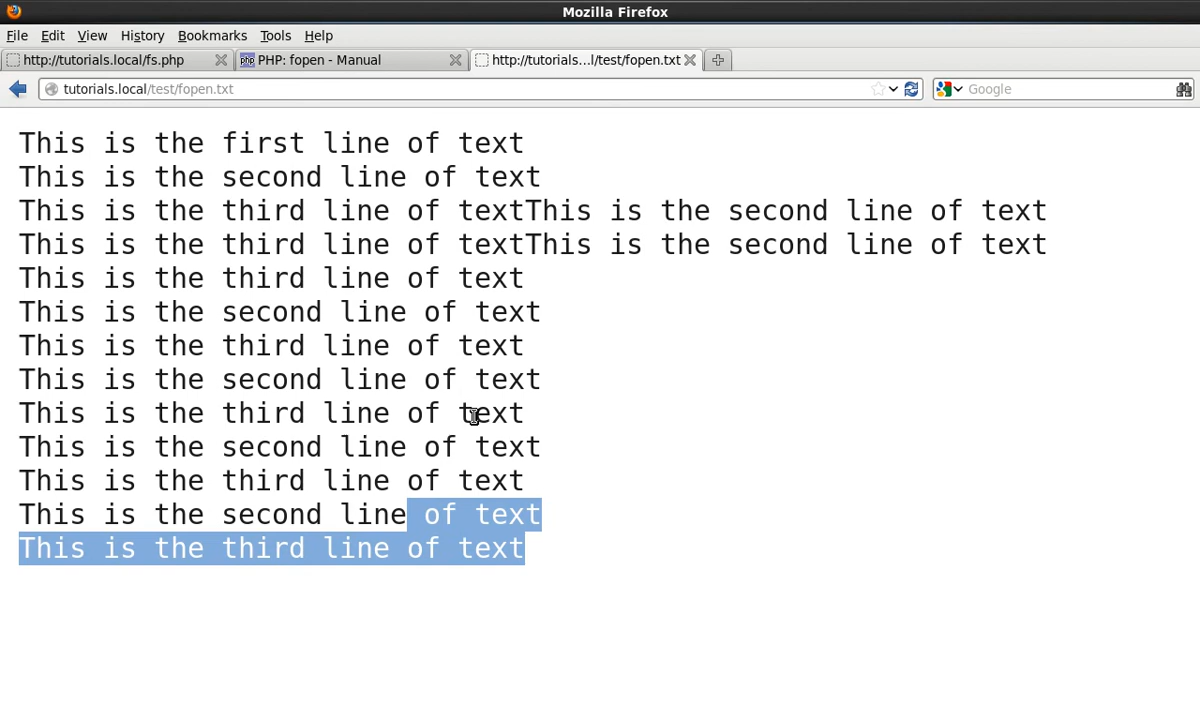 Mozilla Firefox
File Edit View History Bookmarks Tools Help
http://tutorials.local/fs.php php PHP: fopen - Manual http://tutorials...l/test/fopen.txt
tutorials.local/test/fopen.txt Google
This is the first line of text
This is the second line of text
This is the third line of textThis is the second line of text
This is the third line of textThis is the second line of text
This is the third line of text
This is the second line of text
This is the third line of text
This is the second line of text
This is the third line of text
This is the second line of text
This is the third line of text
This is the second line of text
This is the third line of text